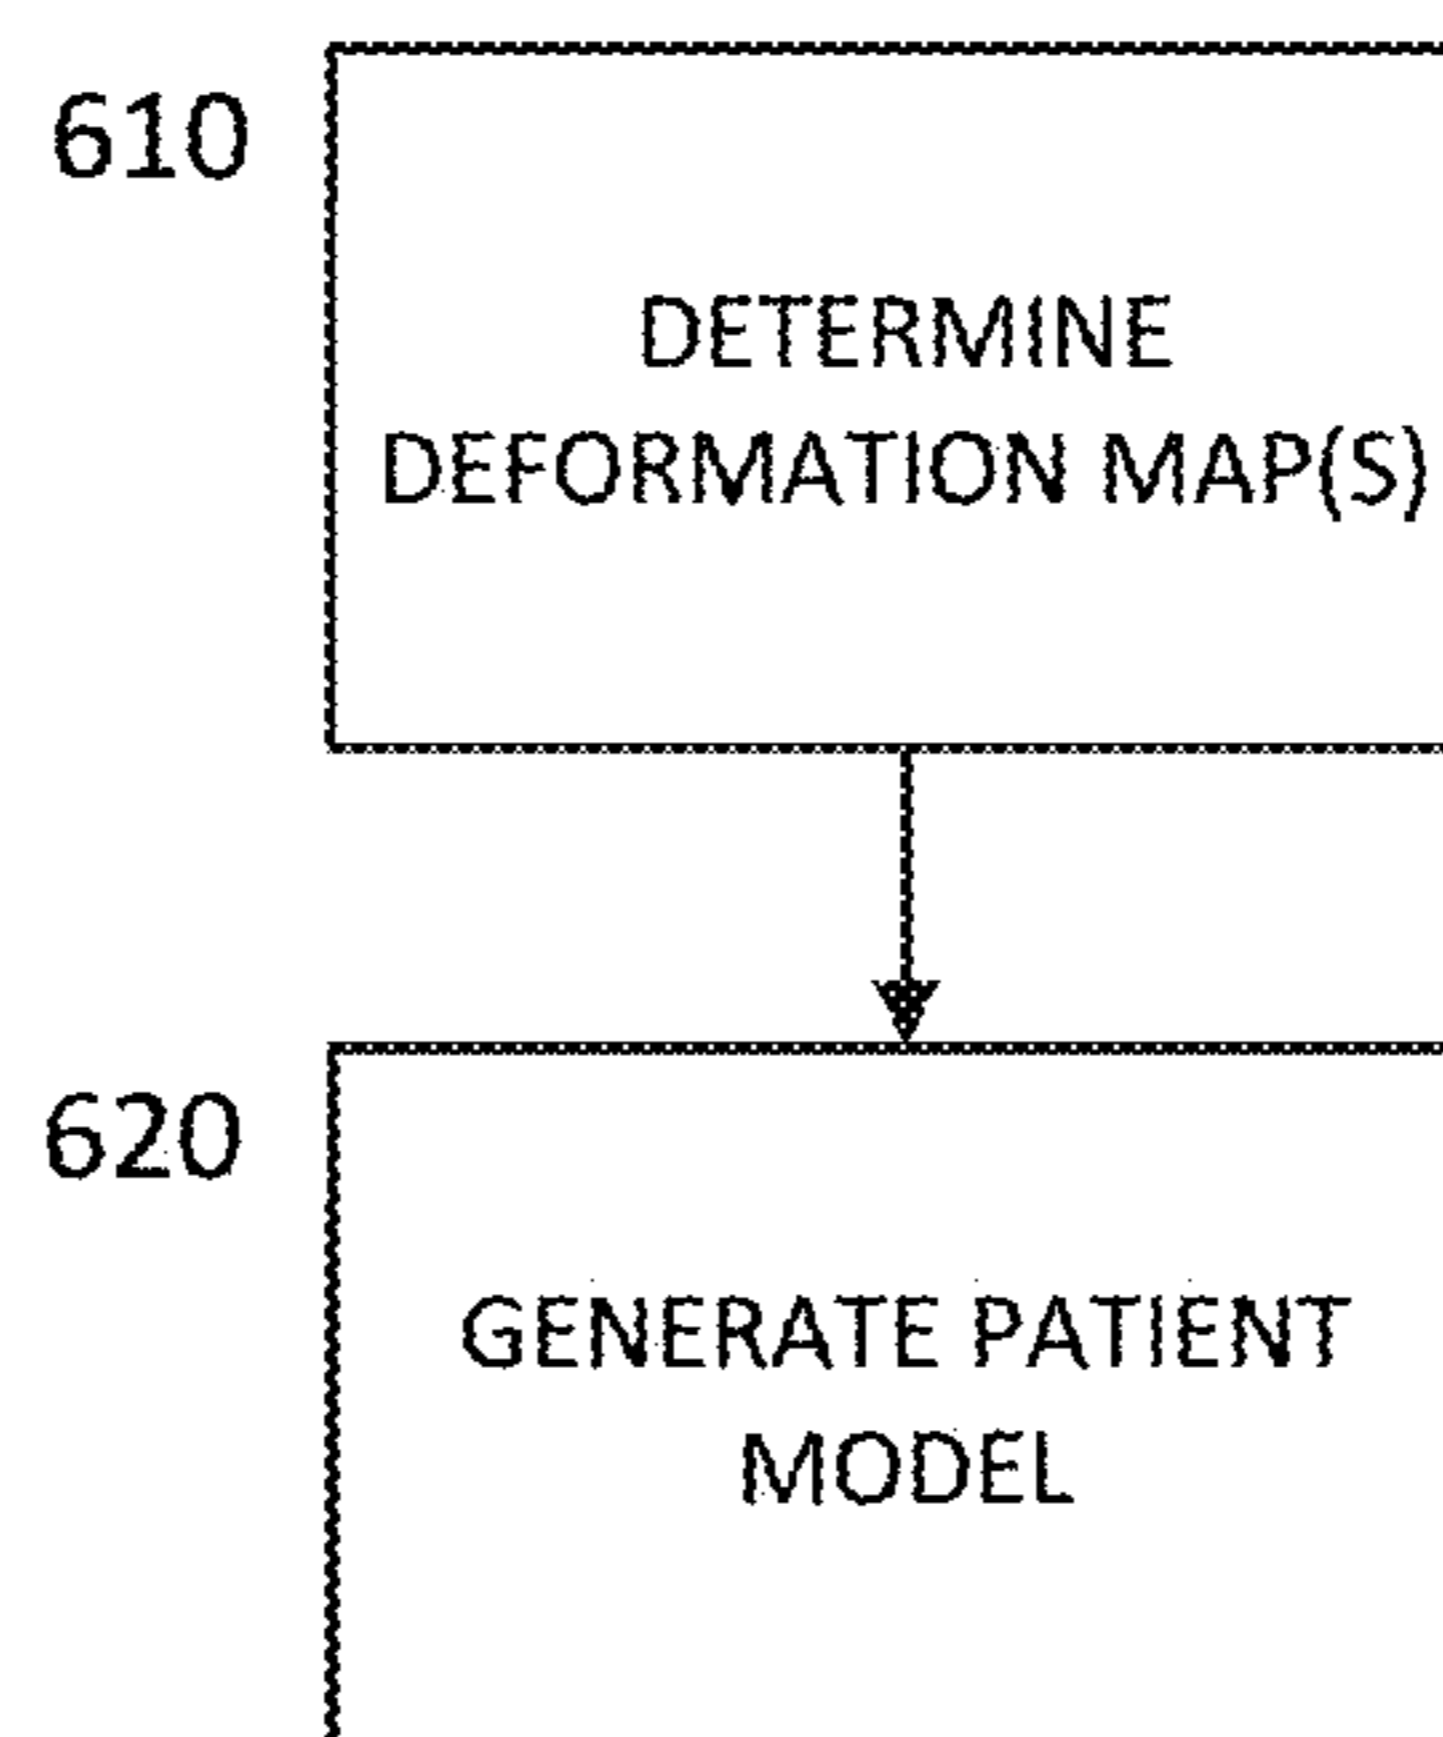 610
DETERMINE
DEFORMATION MAP(S)
620
GENERATE PATIENT
MODEL